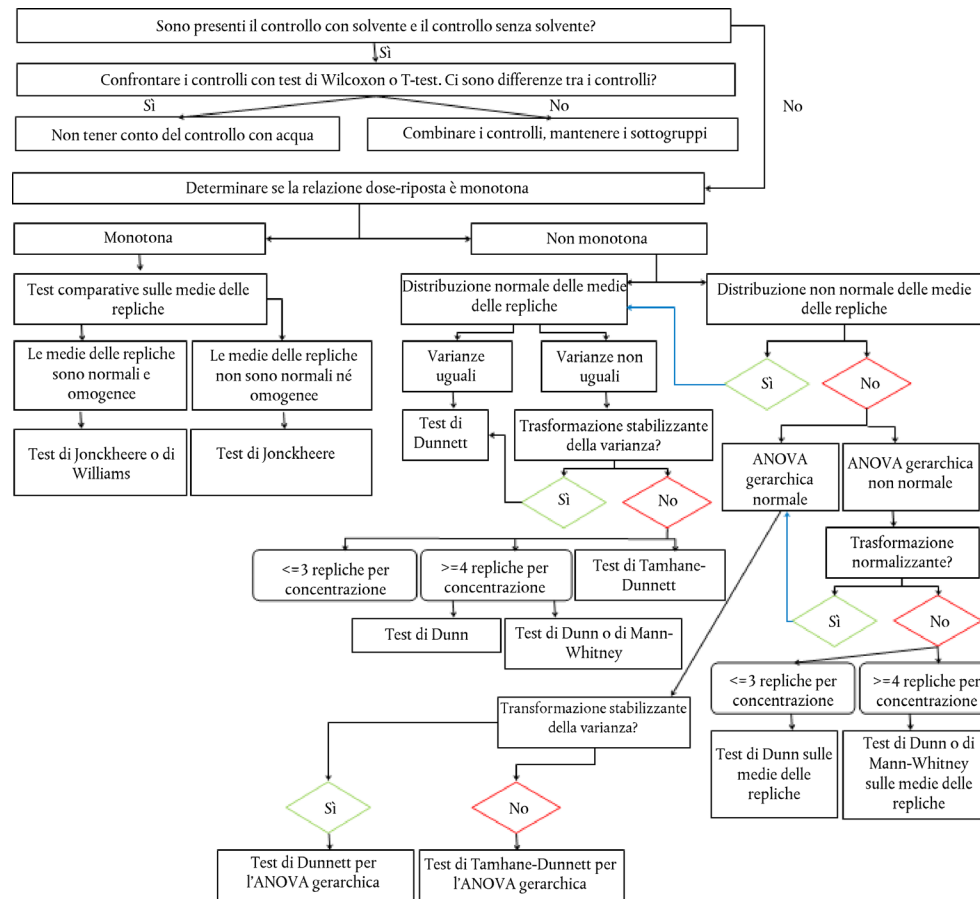 Sono presenti il controllo con solvente e il controllo senza solvente?
Sì
No
Confrontare i controlli con test di Wilcoxon o T-test. Ci sono differenze tra i controlli?
Sì
No
Non tener conto del controllo con acqua
Combinare i controlli, mantenere i sottogruppi
Determinare se la relazione dose-riposta è monotona
Monotona
Non monotona
Test comparative sulle medie delle
repliche
Distribuzione normale delle medie
delle repliche
Distribuzione non normale delle medie
delle repliche
Le medie delle repliche
sono normali e
omogenee
Le medie delle repliche
non sono normali né
omogenee
Varianze
uguali
Varianze non
uguali
Sì
No
Test di Jonckheere o di
Williams
Test di Jonckheere
Test di
Dunnett
Trasformazione stabilizzante
della varianza?
ANOVA
gerarchica
normale
ANOVA gerarchica
non normale
Sì
No
<=3 repliche per
concentrazione
>=4 repliche per
concentrazione
Test di Tamhane-
Dunnett
Trasformazione
normalizzante?
Test di Dunn
Test di Dunn o di Mann-
Whitney
Sì
No
<=3 repliche per
concentrazione
>=4 repliche per
concentrazione
Transformazione stabilizzante
della varianza?
Test di Dunn sulle
medie delle
repliche
Test di Dunn o di
Mann-Whitney
sulle medie delle
repliche
Sì
No
Test di Dunnett per
l'ANOVA gerarchica
Test di Tamhane-Dunnett per
l'ANOVA gerarchica